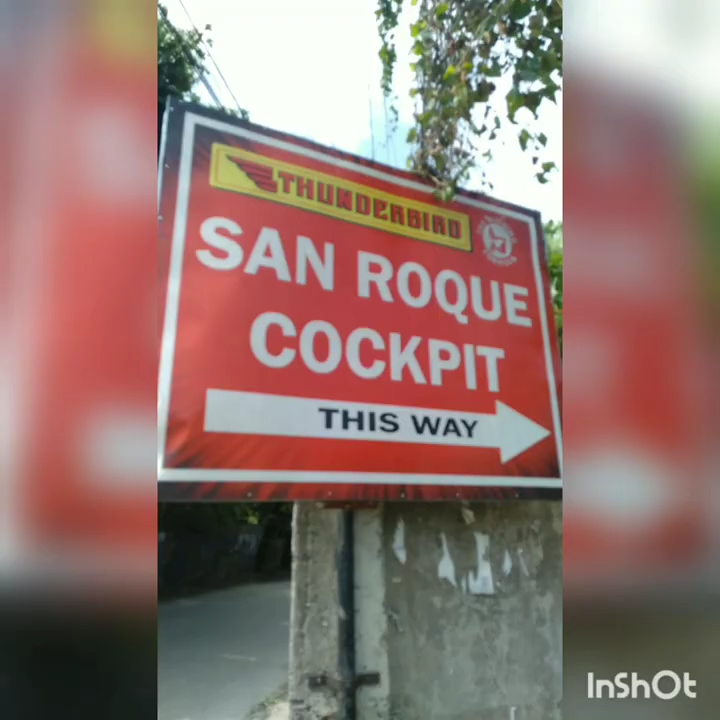 THUNDERBIRD
SAN ROQUE
COCKPIT
THIS WAY
InShOt